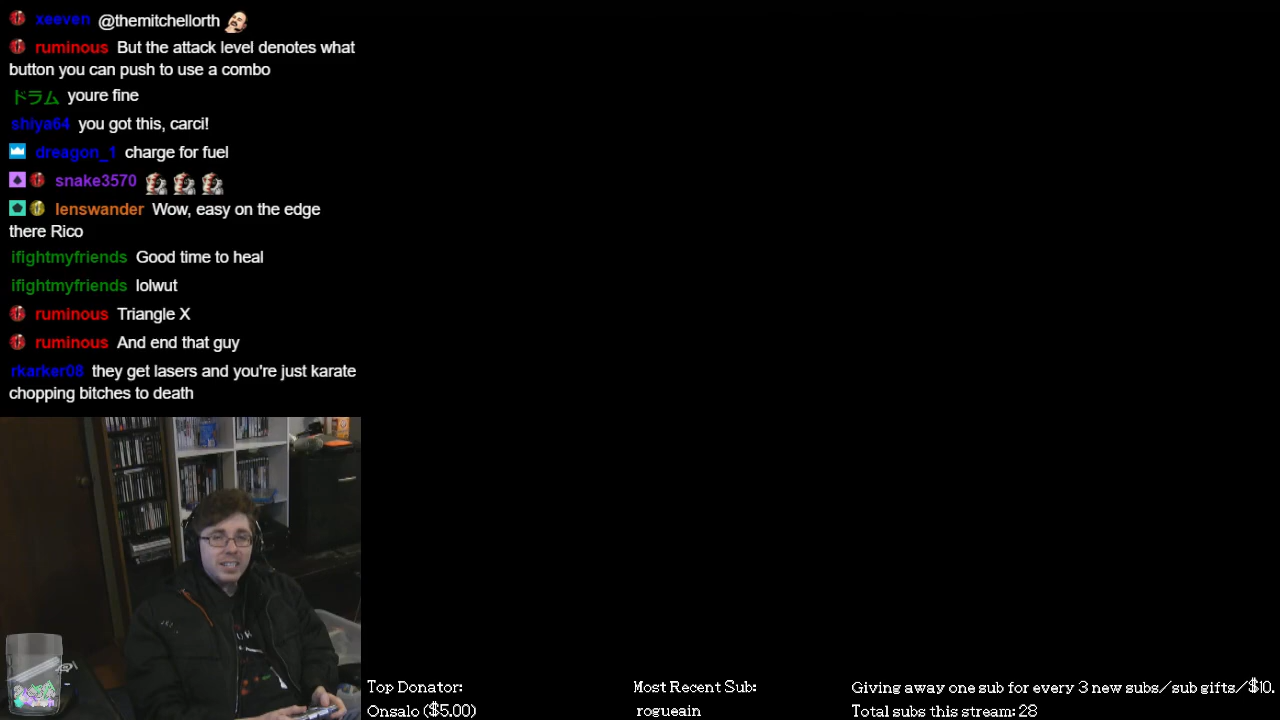 xeeven @themitchellorth
ruminous But the attack level denotes what
button you can push to use a combo
ドラム youre fine
shiya64 you got this, carci!
dreagon_1 charge for fuel
snake3570
lenswander Wow, easy on the edge
there Rico
ifightmyfriends Good time to heal
ifightmyfriends lolwut
ruminous Triangle X
ruminous And end that guy
rkarker08 they get lasers and you're just karate
chopping bitches to death
Top Donator:
Onsalo ($5.00)
Most Recent Sub:
rogueain
Giving away one sub for every 3 new subs/sub gifts/$10.
Total subs this stream: 28